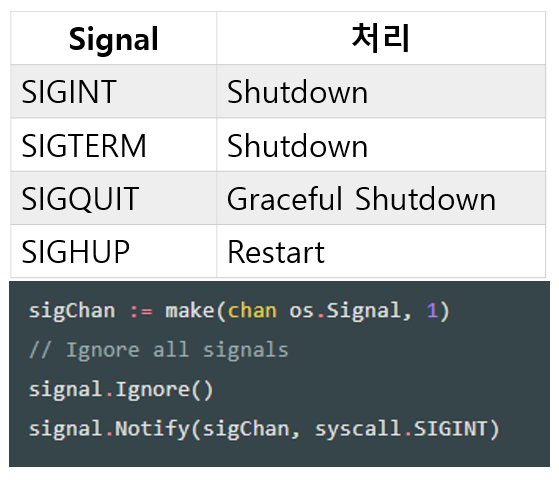 Signal 처리
SIGINT Shutdown
SIGTERM Shutdown
SIGQUIT Graceful Shutdown
SIGHUP Restart
sigChan := make(chan os.Signal, 1)
// Ignore all signals
signal.Ignore()
signal.Notify(sigChan, syscall.SIGINT)